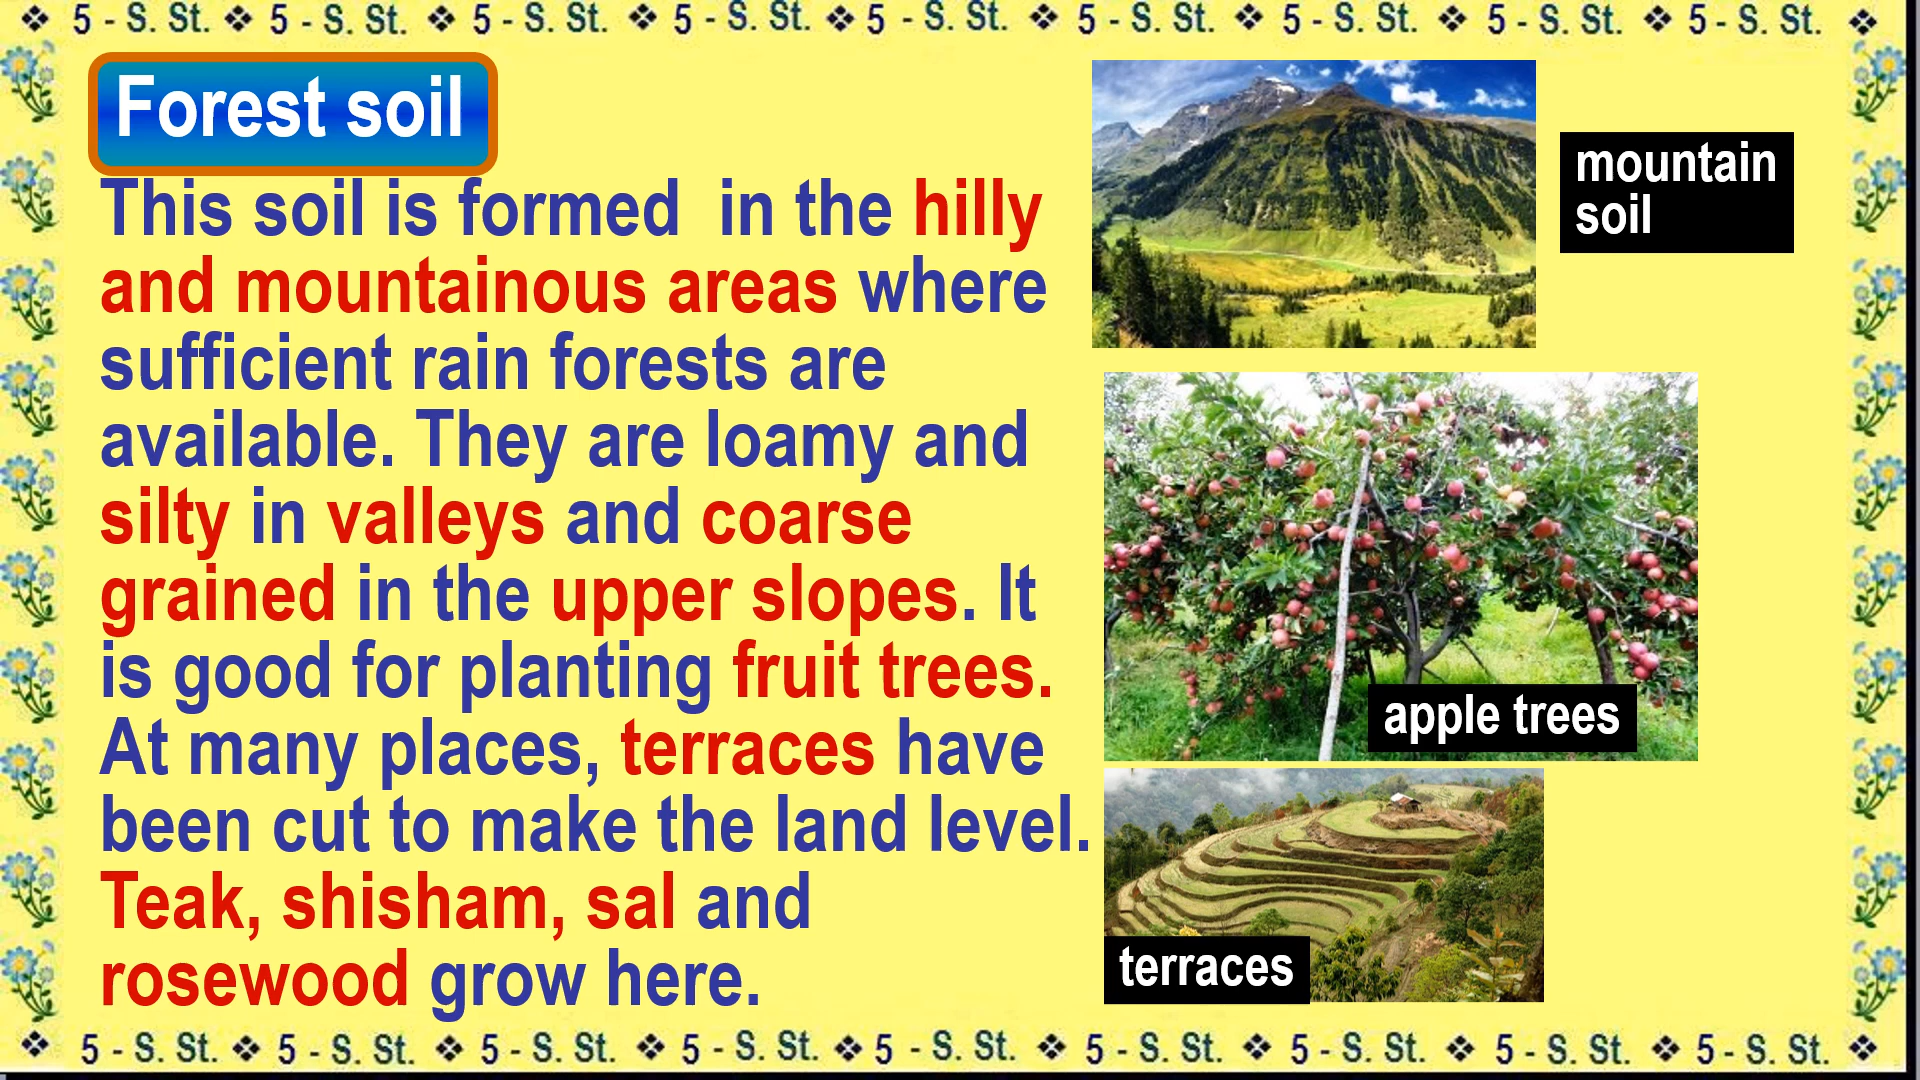 ❖ 5 - S. St. ❖ 5 - S. St. ❖ 5 - S. St. ❖ 5 - S. St. ❖ 5 - S. St. ❖ 5 - S. St. ❖ 5 - S. St. ❖ 5 - S. St. ❖ 5 - S. St. ❖
Forest soil
This soil is formed in the hilly
and mountainous areas where
sufficient rain forests are
available. They are loamy and
silty in valleys and coarse
grained in the upper slopes. It
is good for planting fruit trees.
At many places, terraces have
been cut to make the land level.
Teak, shisham, sal and
rosewood grow here.
mountain
soil
apple trees
terraces
❖ 5 - S. St. ❖ 5 - S. St. ❖ 5 - S. St. ❖ 5 - S. St. ❖ 5 - S. St. ❖ 5 - S. St. ❖ 5 - S. St. ❖ 5 - S. St. ❖ 5 - S. St. ❖